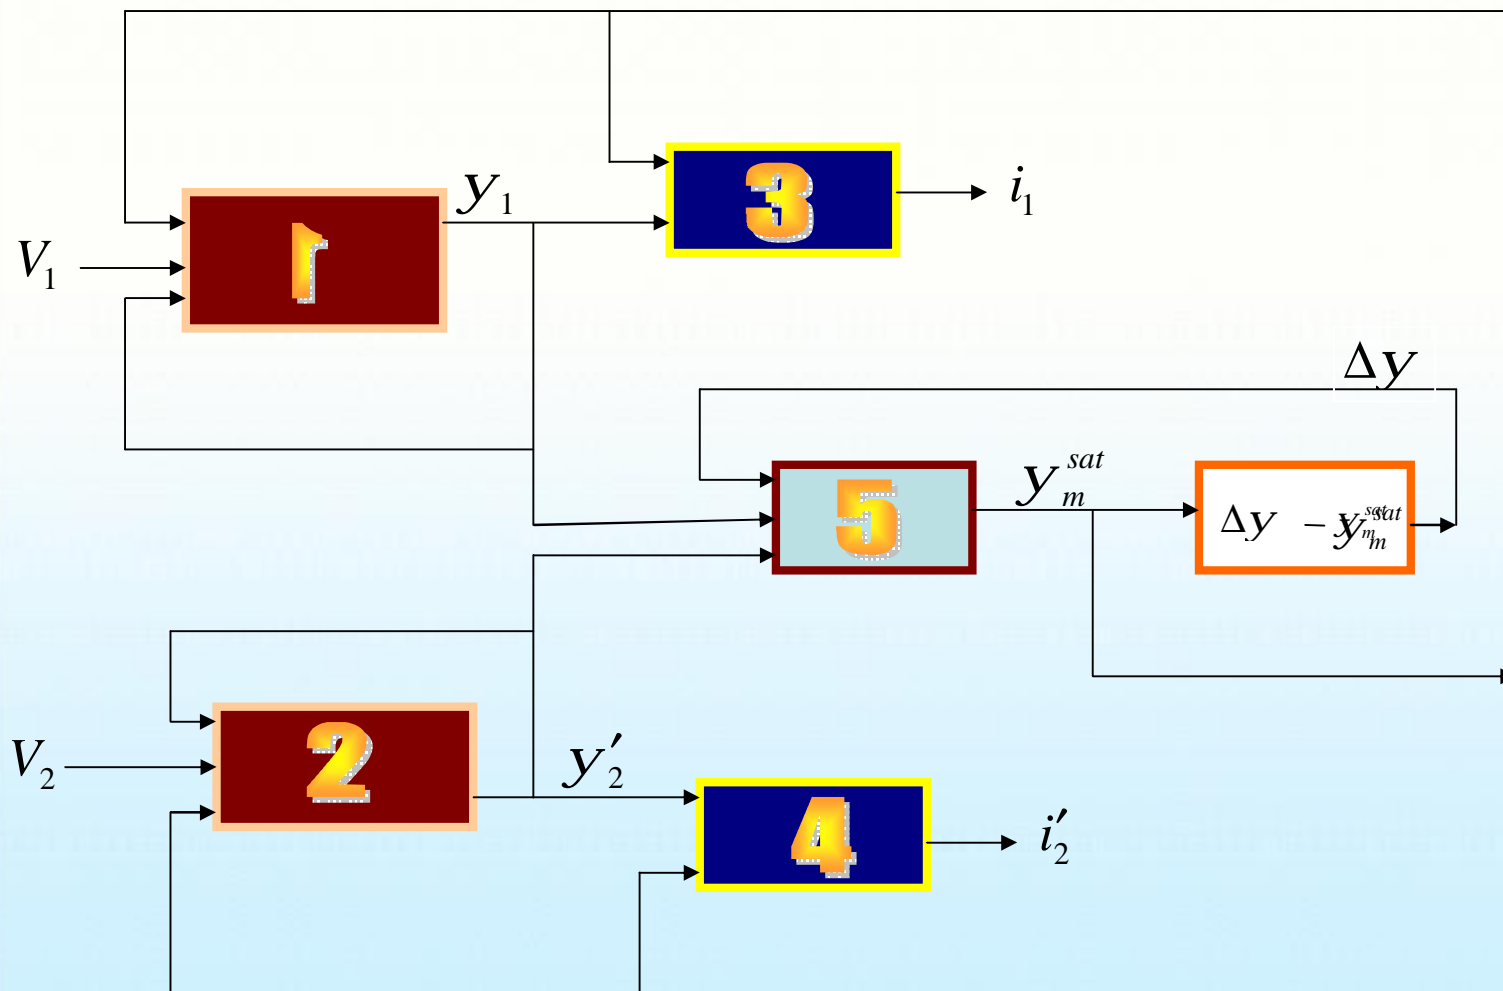 y₁
3
i₁
1
V₁
Δy
y_m^sat
5
Δy – y_m^sat
2
V₂
y′₂
4
i′₂